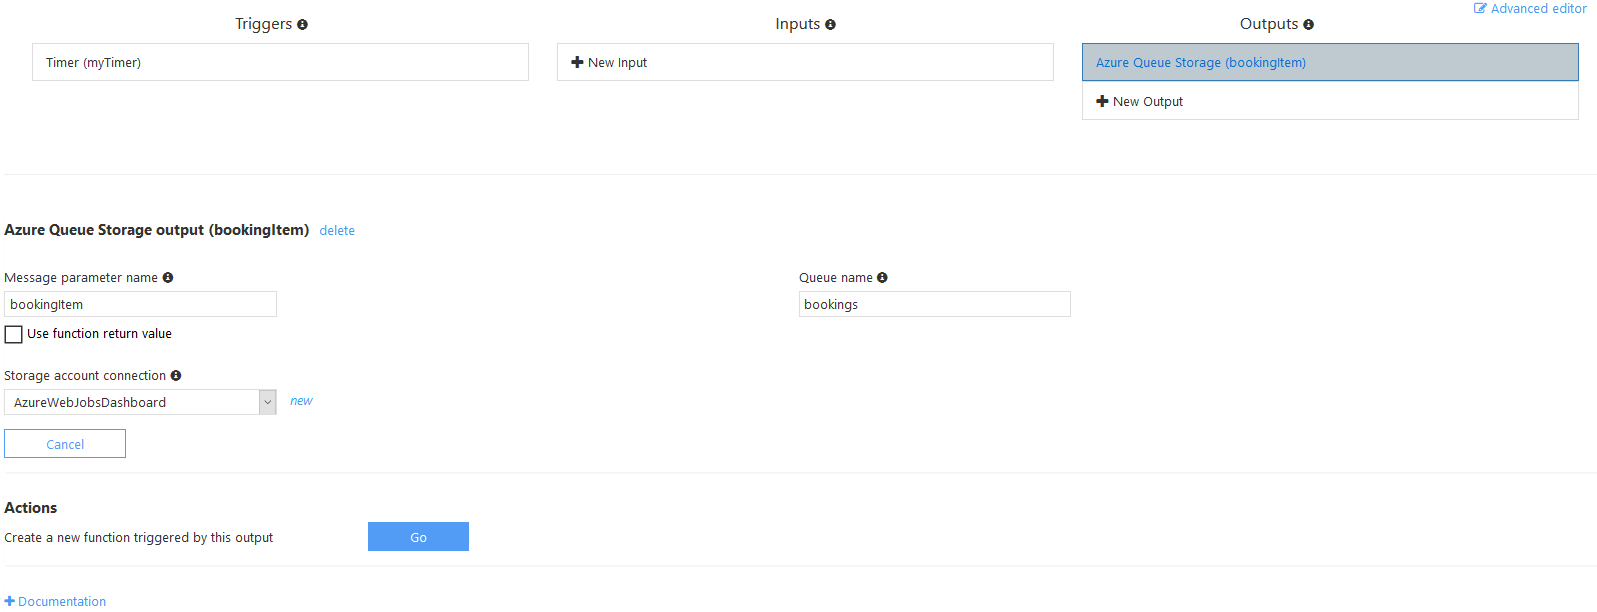 Advanced editor
Triggers
Inputs
Outputs
Timer (myTimer)
New Input
Azure Queue Storage (bookingItem)
New Output
Azure Queue Storage output (bookingItem) delete
Message parameter name
Queue name
bookingItem
bookings
Use function return value
Storage account connection
AzureWebJobsDashboard
new
Cancel
Actions
Create a new function triggered by this output
Go
Documentation